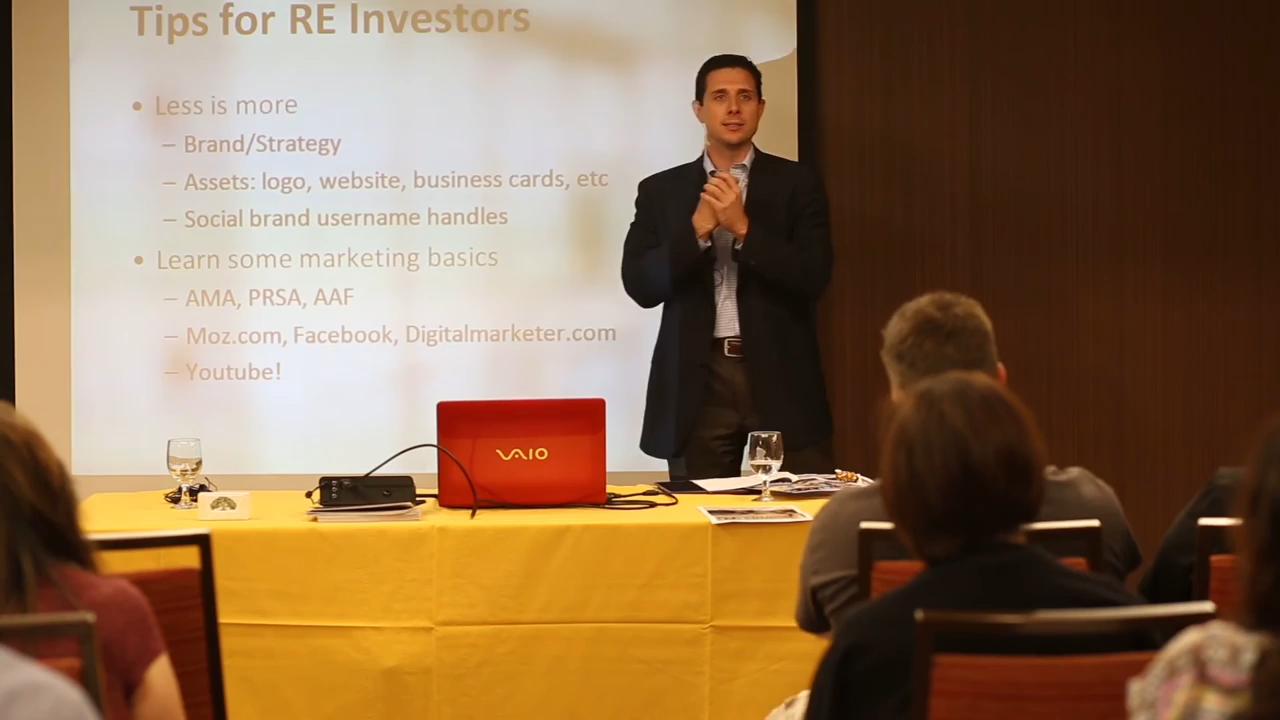 Tips for RE Investors
• Less is more
– Brand/Strategy
– Assets: logo, website, business cards, etc
– Social brand username handles
• Learn some marketing basics
– AMA, PRSA, AAF
– Moz.com, Facebook, Digitalmarketer.com
– Youtube!
VAIO